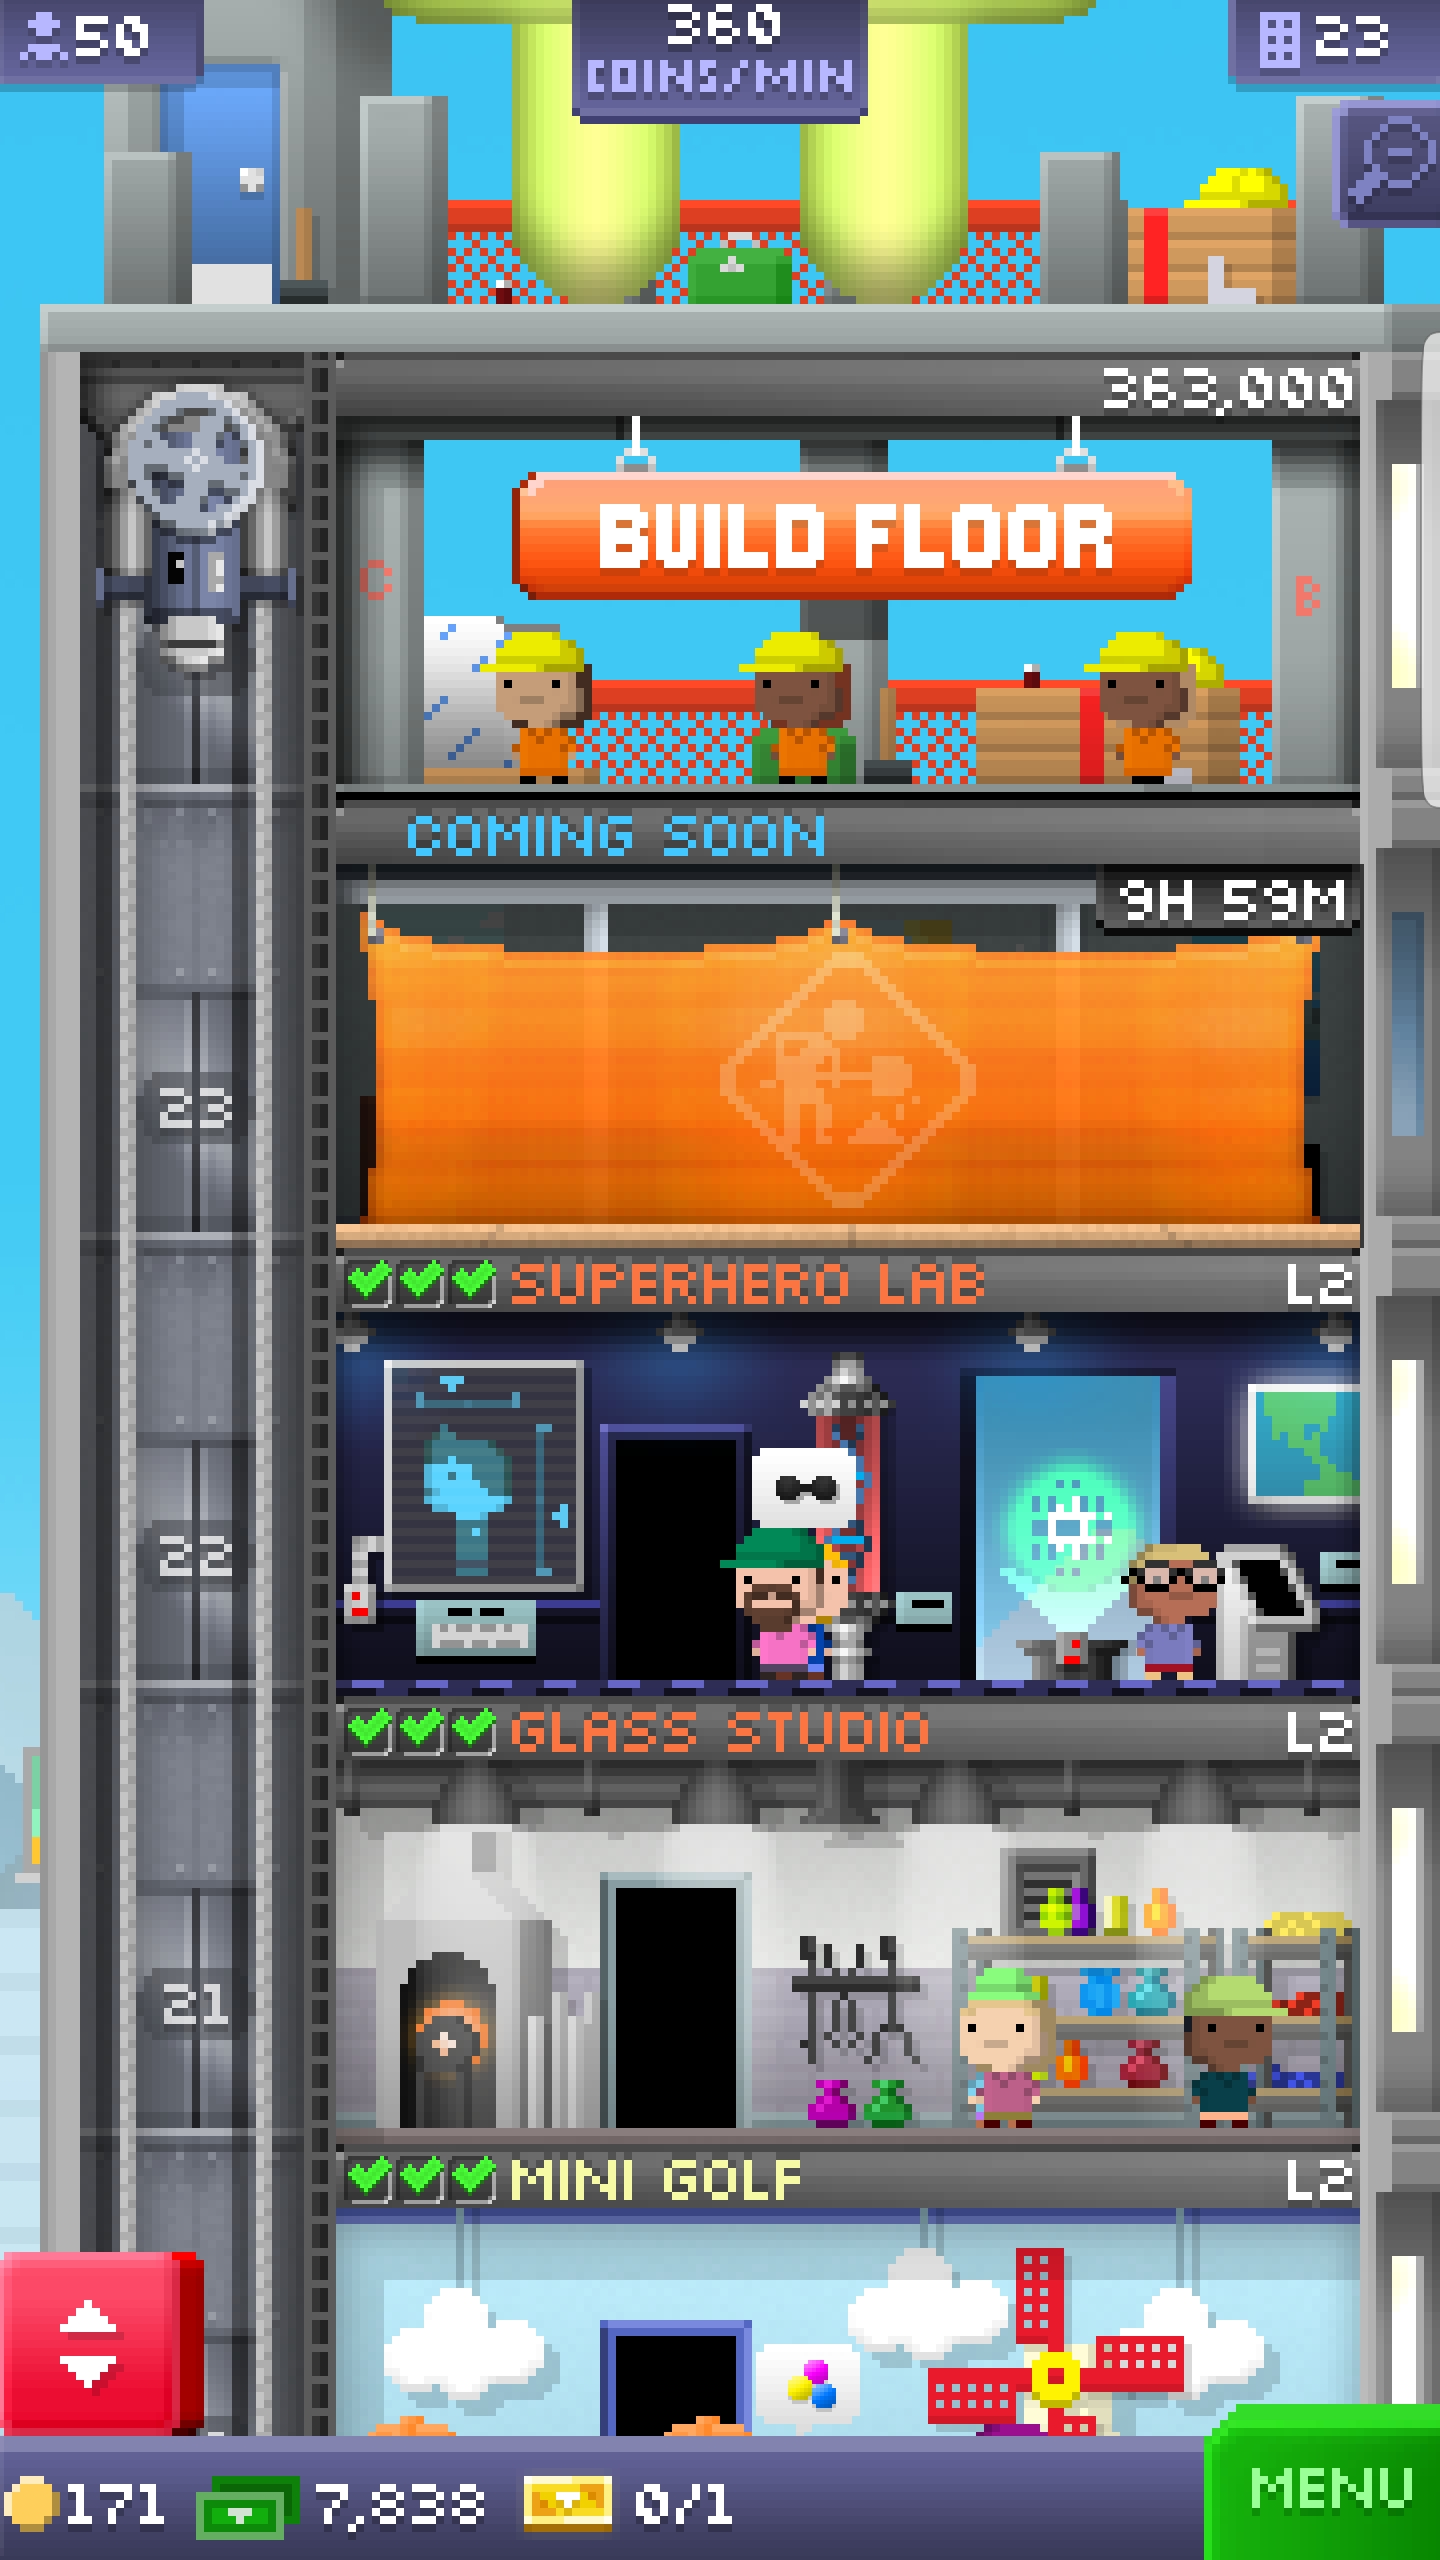 50
360
COINS/MIN
23
363,000
BUILD FLOOR
C
B
COMING SOON
9H 59M
23
SUPERHERO LAB L2
22
GLASS STUDIO L2
21
MINI GOLF L2
171 7,838 0/1
MENU